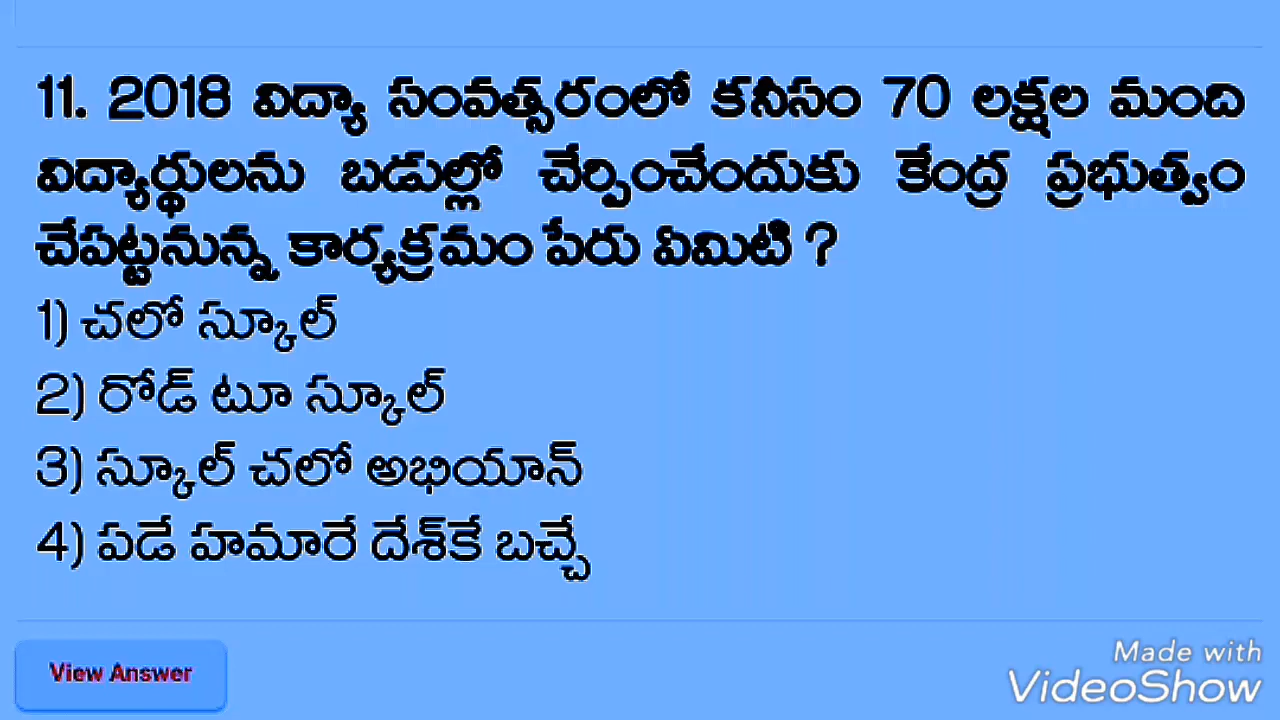 11. 2018 విద్యా సంవత్సరంలో కనీసం 70 లక్షల మంది
విద్యార్థులను బడుల్లో చేర్పించేందుకు కేంద్ర ప్రభుత్వం
చేపట్టనున్న కార్యక్రమం పేరు ఏమిటి ?
1) చలో స్కూల్
2) రోడ్ టూ స్కూల్
3) స్కూల్ చలో అభియాన్
4) పడే హమారే దేశ్‌కే బచ్చే
View Answer
Made with
VideoShow